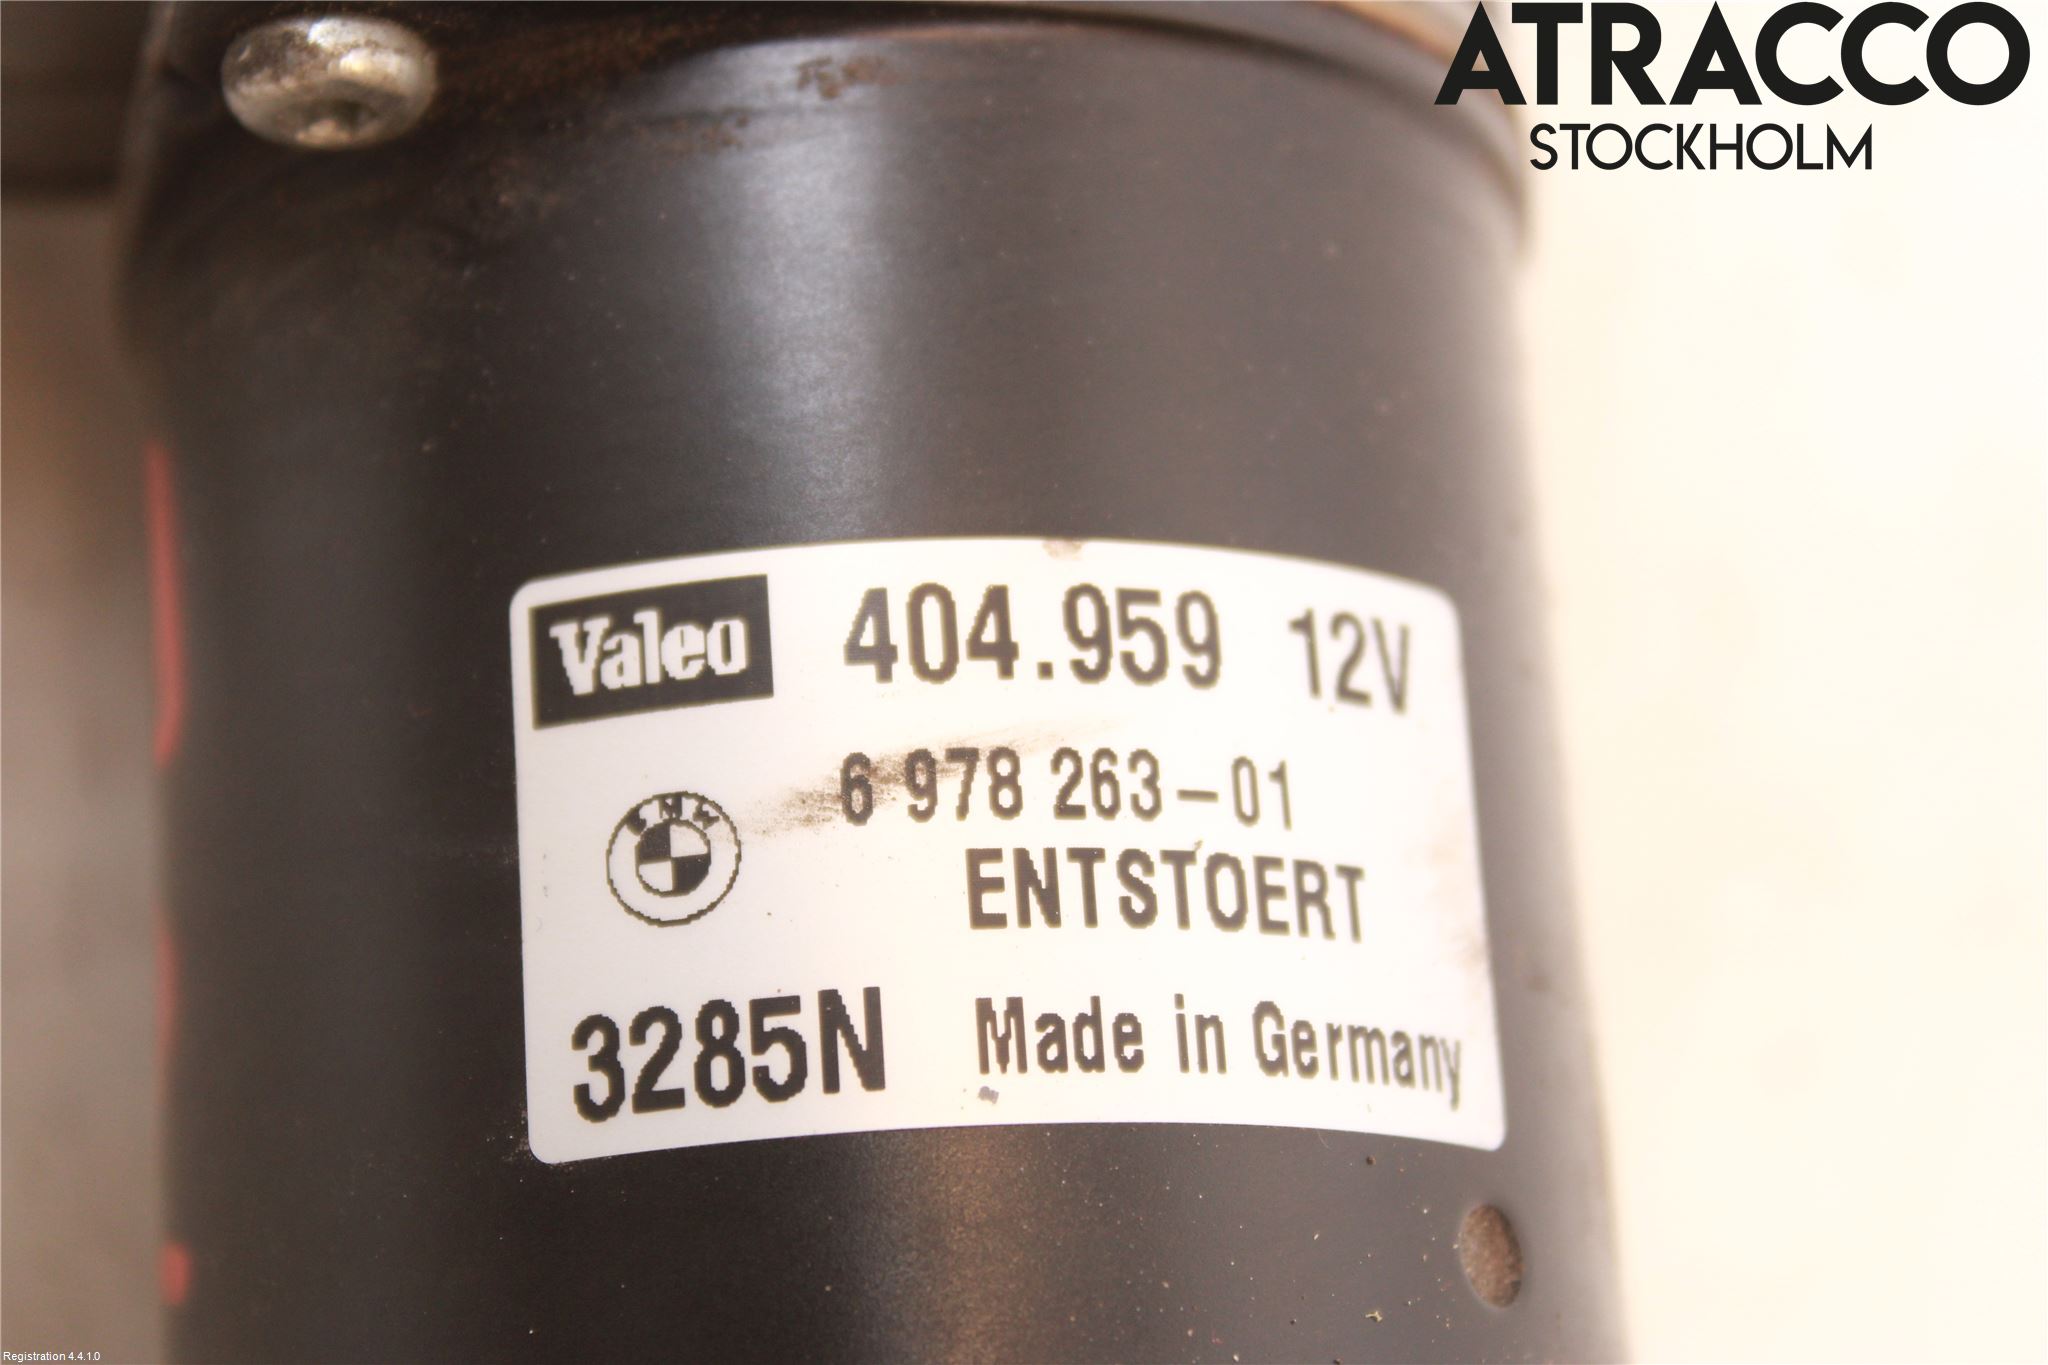 ATRACCO
STOCKHOLM
Valeo 404.959 12V
6 978 263-01
BMW
ENTSTOERT
3285N Made in Germany
Registration 4.4.1.0